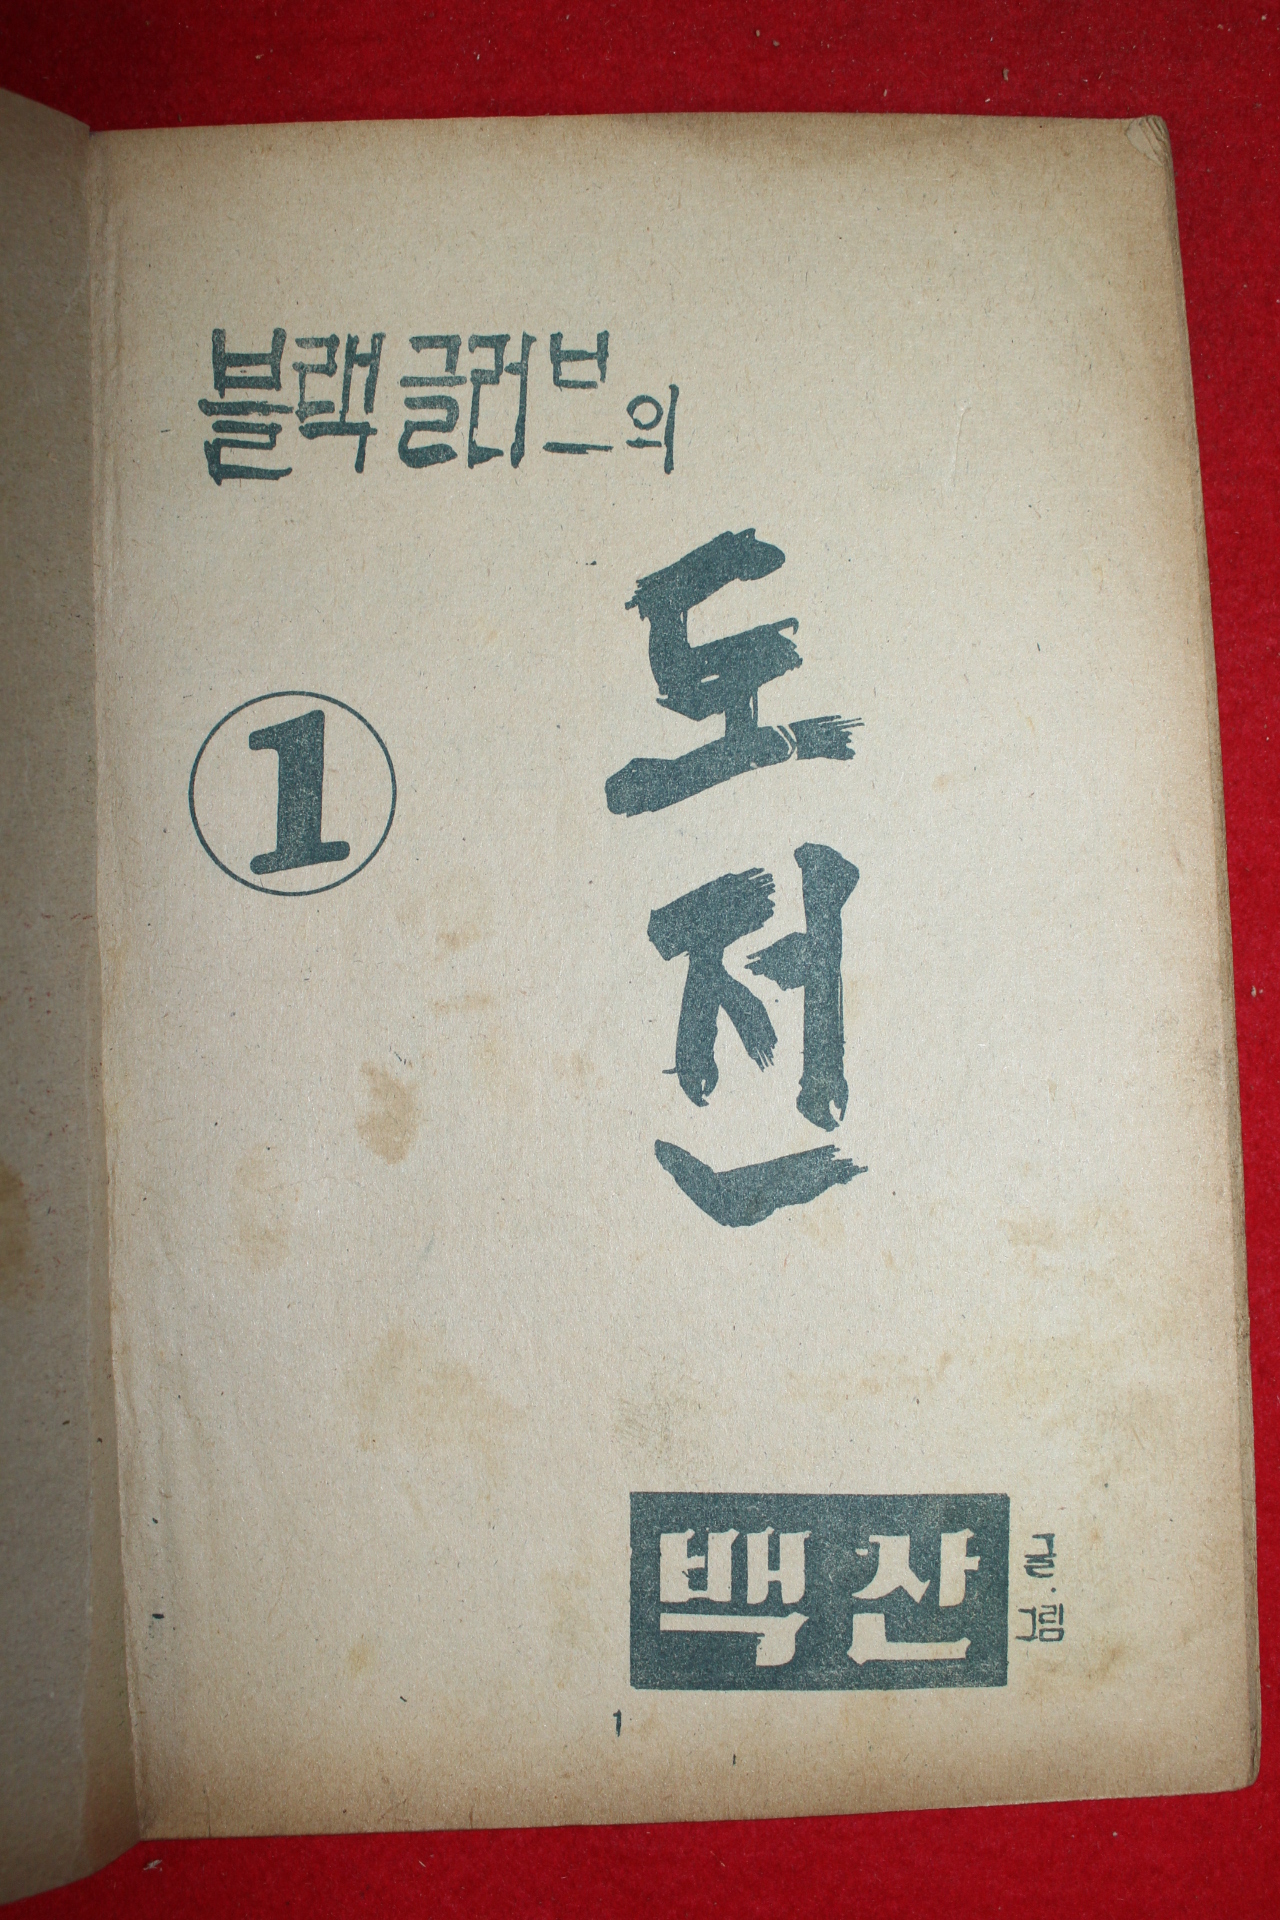 블랙 글러브의
도전
①
백산 글·그림
1